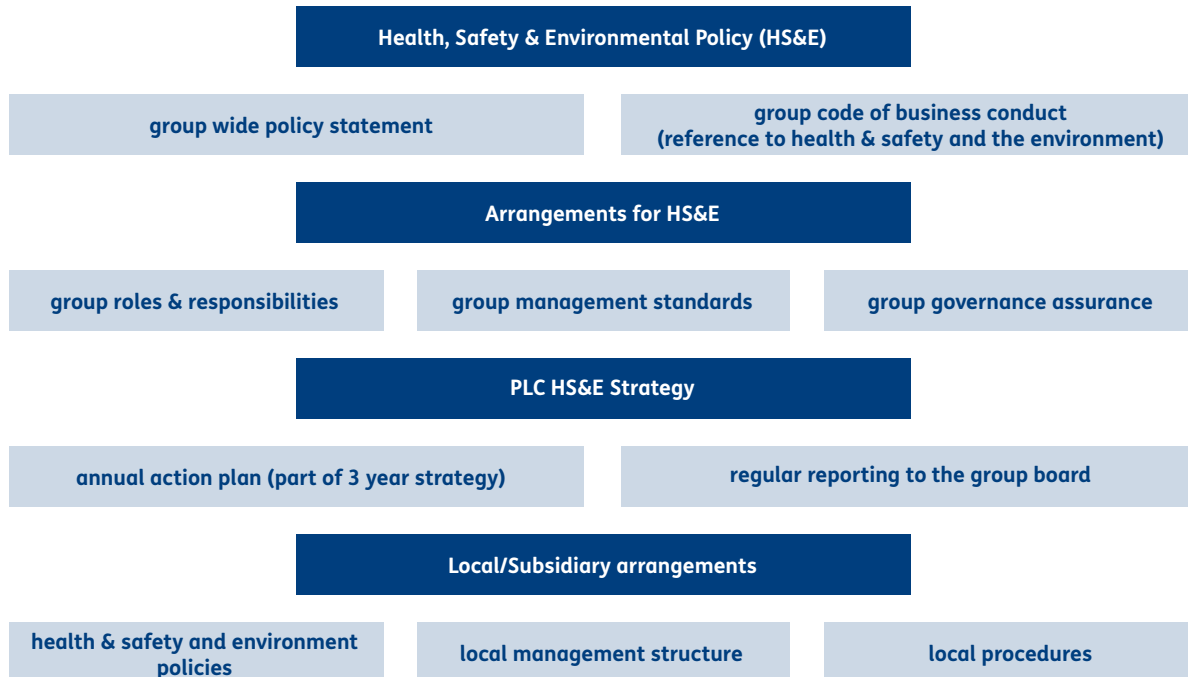 Health, Safety & Environmental Policy (HS&E)
group wide policy statement
group code of business conduct
(reference to health & safety and the environment)
Arrangements for HS&E
group roles & responsibilities
group management standards
group governance assurance
PLC HS&E Strategy
annual action plan (part of 3 year strategy)
regular reporting to the group board
Local/Subsidiary arrangements
health & safety and environment
policies
local management structure
local procedures